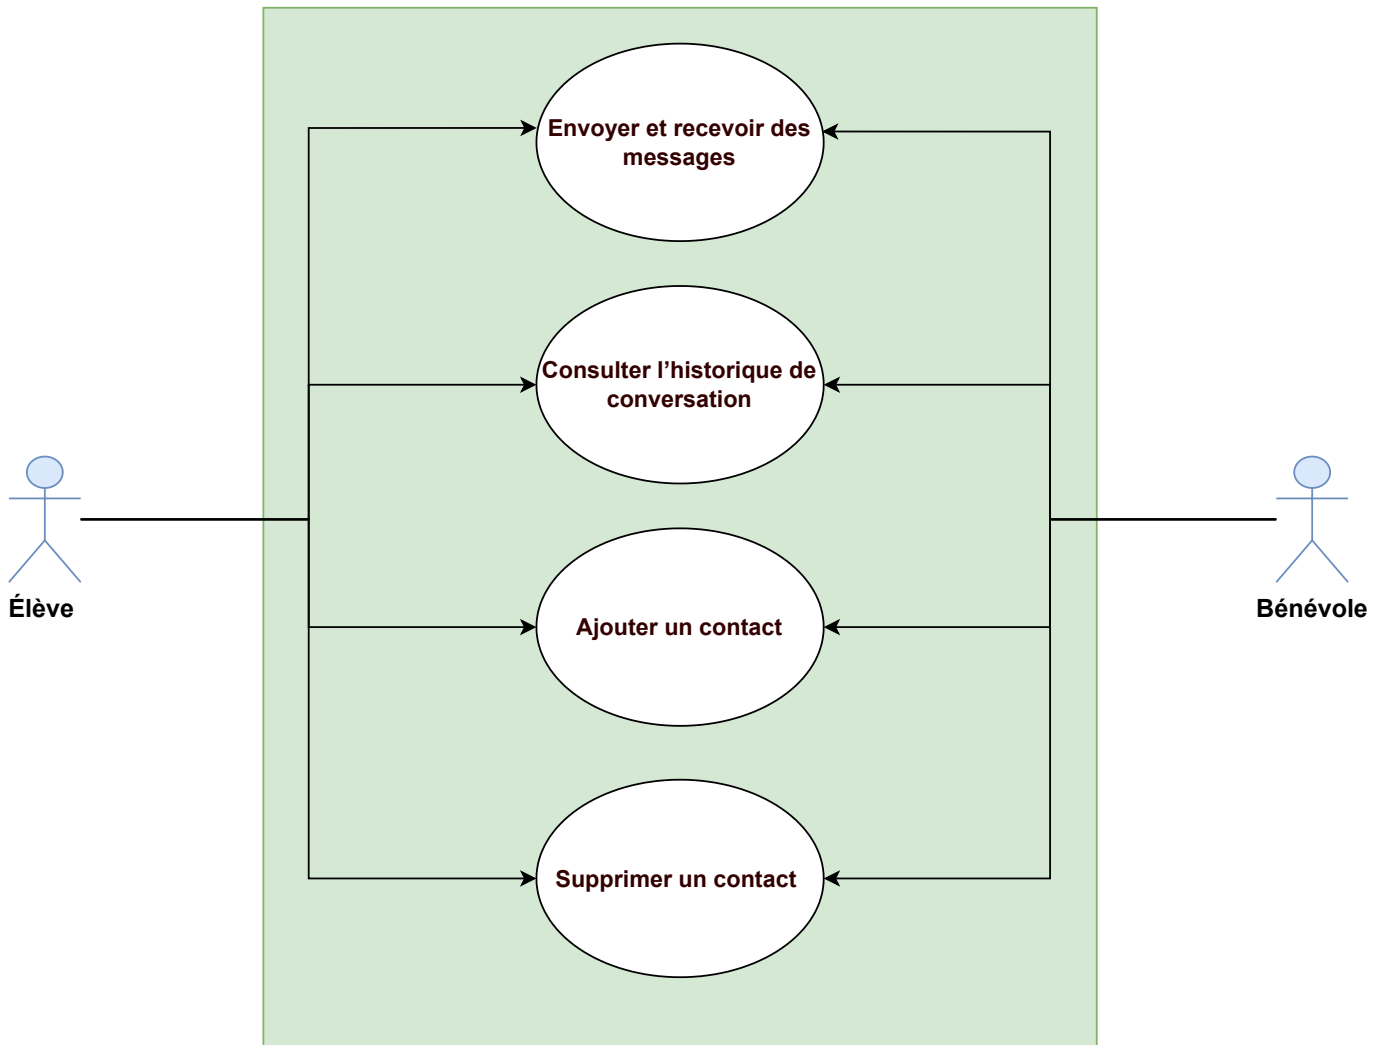 Envoyer et recevoir des
messages
Consulter l’historique de
conversation
Élève
Bénévole
Ajouter un contact
Supprimer un contact